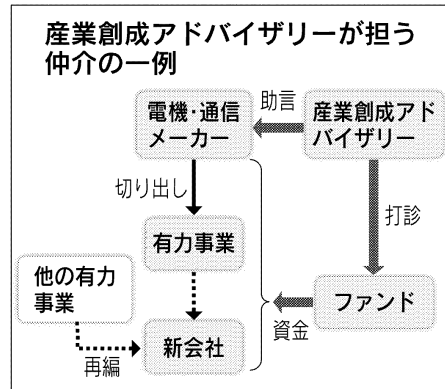 産業創成アドバイザリーが担う
仲介の一例
電機・通信
メーカー
助言
産業創成アド
バイザリー
切り出し
打診
有力事業
他の有力
事業
ファンド
資金
新会社
再編